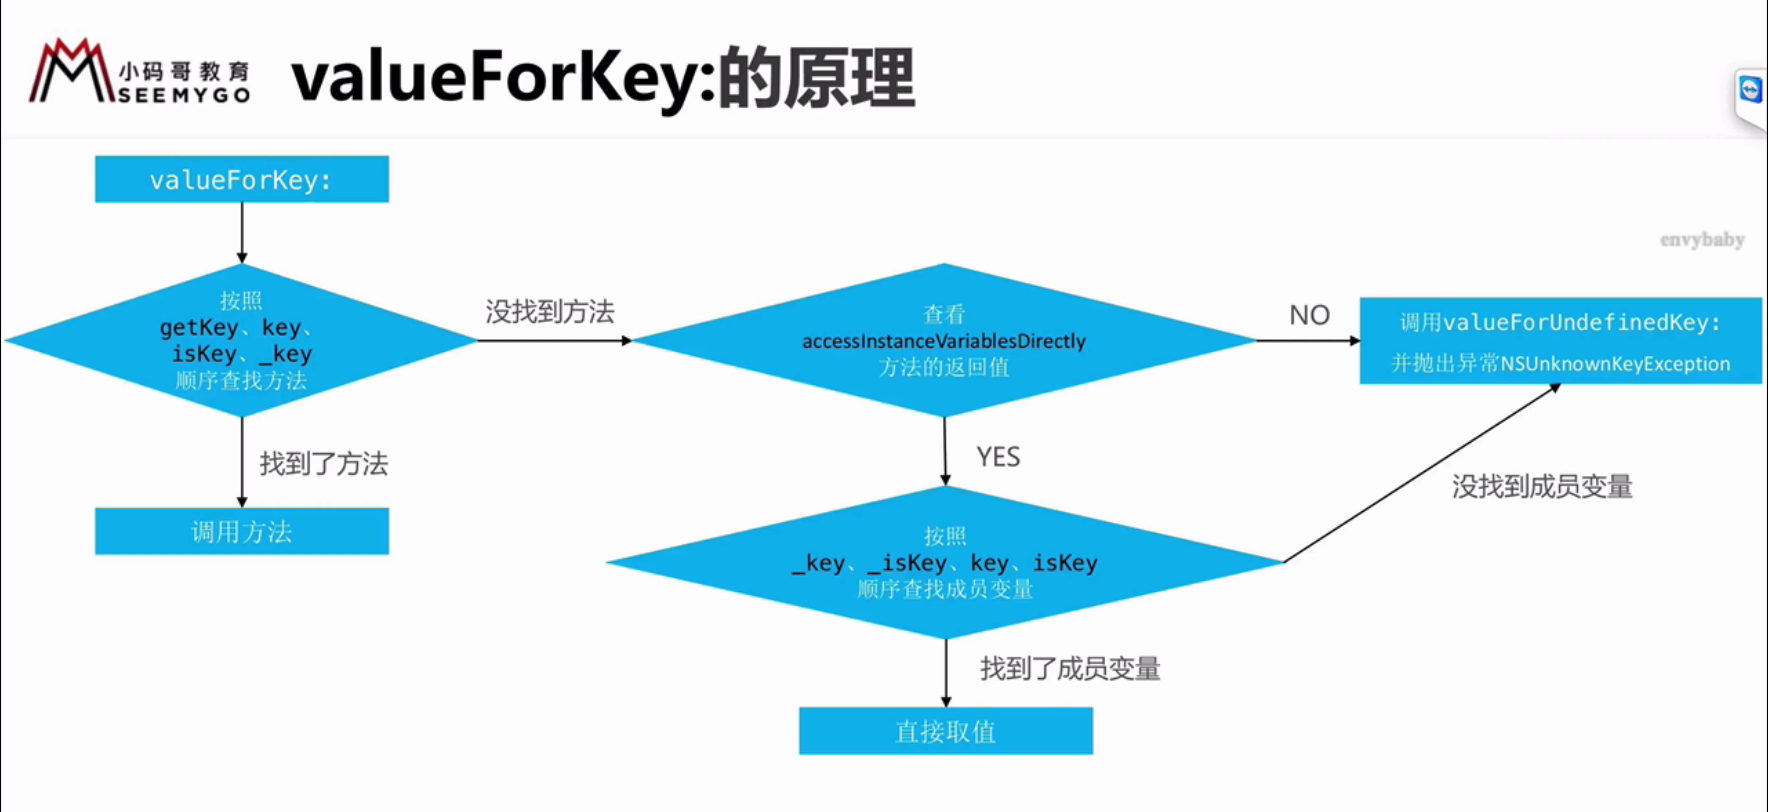 小码哥教育
SEEMYGO
valueForKey:的原理
valueForKey:
envybaby
按照
getKey、key、
isKey、_key
顺序查找方法
没找到方法
查看
accessInstanceVariablesDirectly
方法的返回值
NO
调用valueForUndefinedKey:
并抛出异常NSUnknownKeyException
找到了方法
调用方法
YES
没找到成员变量
按照
_key、_isKey、key、isKey
顺序查找成员变量
找到了成员变量
直接取值